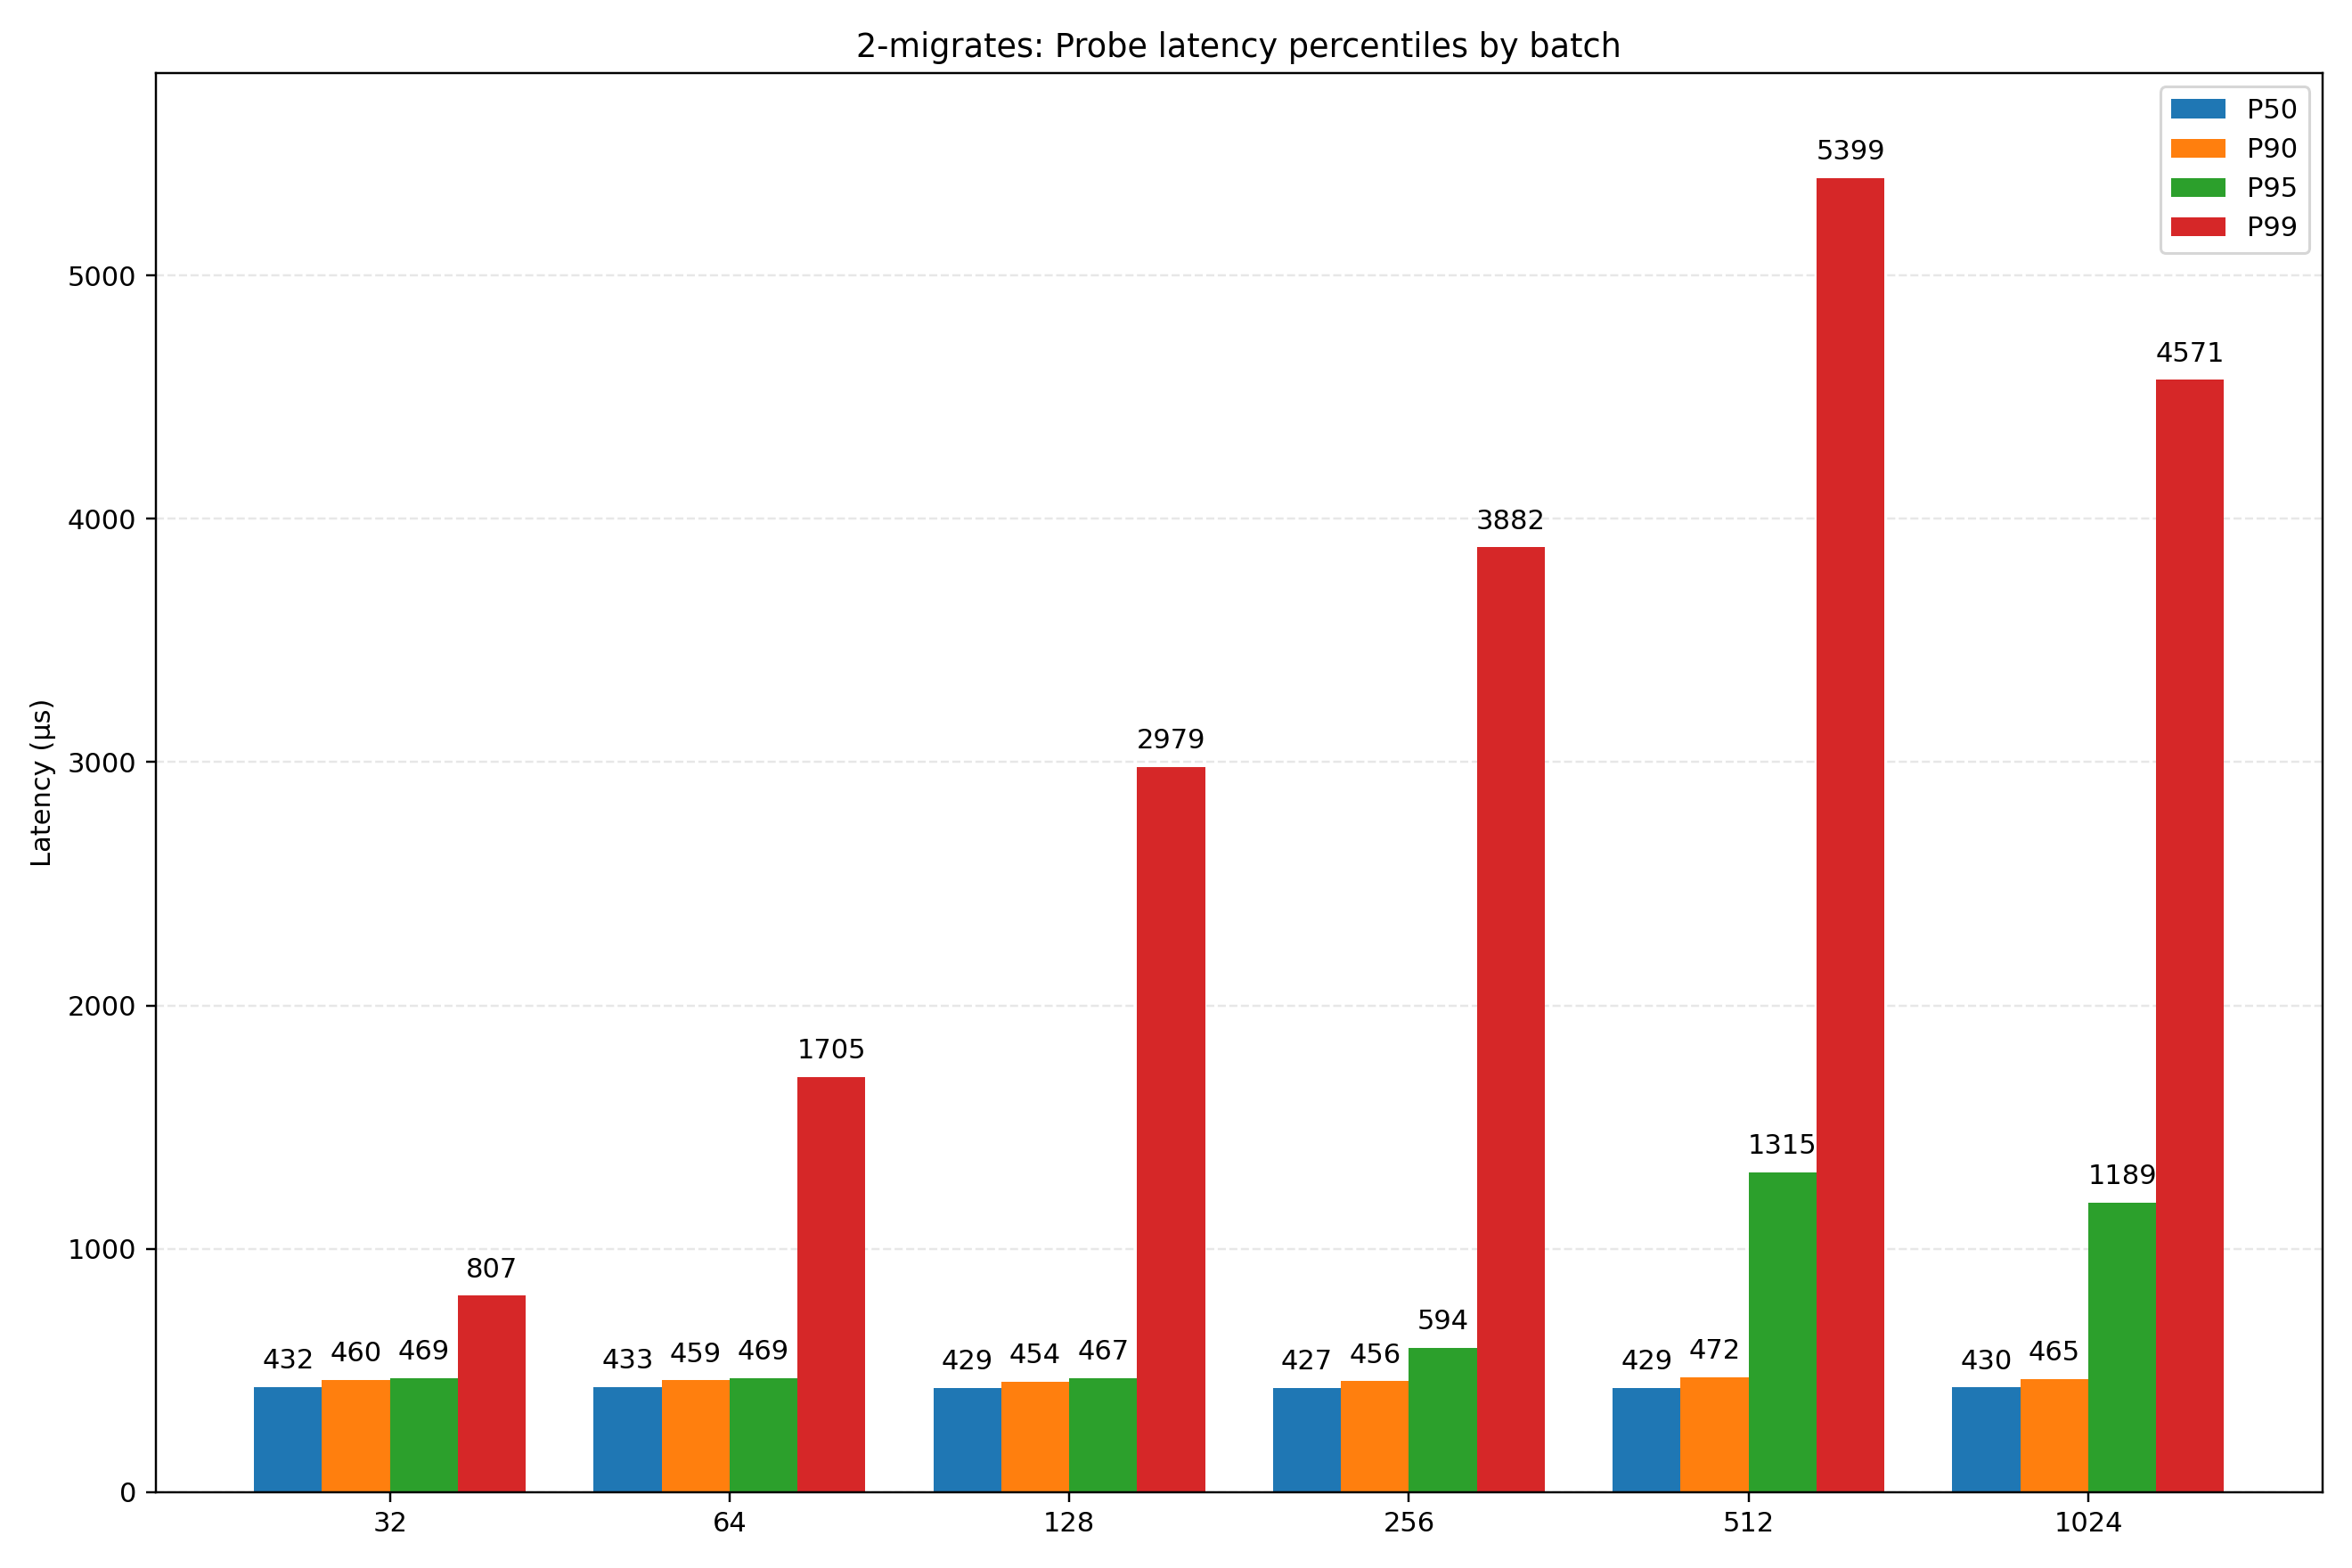 2-migrates: Probe latency percentiles by batch
P50
P90
P95
P99
Latency (µs)
5000
4000
3000
2000
1000
0
432 460 469 807
433 459 469 1705
429 454 467 2979
427 456 594 3882
429 472 1315 5399
430 465 1189 4571
32 64 128 256 512 1024